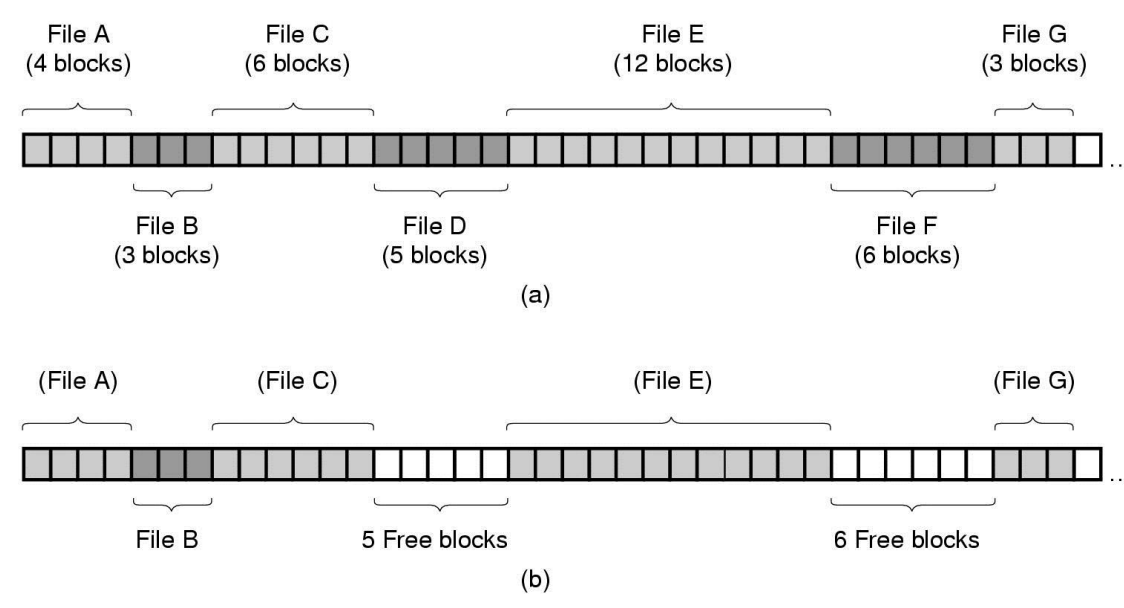 File A
(4 blocks)
File C
(6 blocks)
File E
(12 blocks)
File G
(3 blocks)
...
File B
(3 blocks)
File D
(5 blocks)
File F
(6 blocks)
(a)
(File A)
(File C)
(File E)
(File G)
...
File B
5 Free blocks
6 Free blocks
(b)